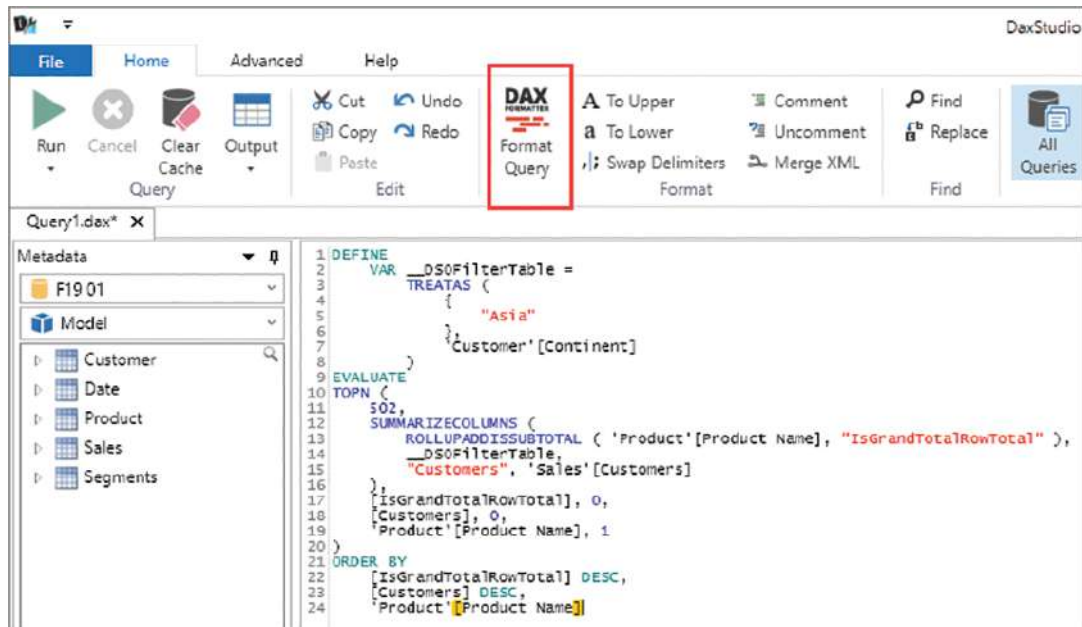 DaxStudio
File Home Advanced Help
Run Cancel Clear Cache Output
Query
Cut Undo
Copy Redo
Paste
Edit
DAX
FORMATTER
Format Query
A To Upper Comment
a To Lower Uncomment
Swap Delimiters Merge XML
Format
Find
Replace
Find
All Queries
Query1.dax* X
Metadata
F19 01
Model
Customer
Date
Product
Sales
Segments
1 DEFINE
2 VAR __DS0FilterTable =
3 TREATAS (
4 {
5 "Asia"
6 },
7 'Customer'[Continent]
8 )
9 EVALUATE
10 TOPN (
11 502,
12 SUMMARIZECOLUMNS (
13 ROLLUPADDISSUBTOTAL ( 'Product'[Product Name], "IsGrandTotalRowTotal" ),
14 __DS0FilterTable,
15 "Customers", 'Sales'[Customers]
16 ),
17 [IsGrandTotalRowTotal], 0,
18 [Customers], 0,
19 'Product'[Product Name], 1
20 )
21 ORDER BY
22 [IsGrandTotalRowTotal] DESC,
23 [Customers] DESC,
24 'Product'[Product Name]